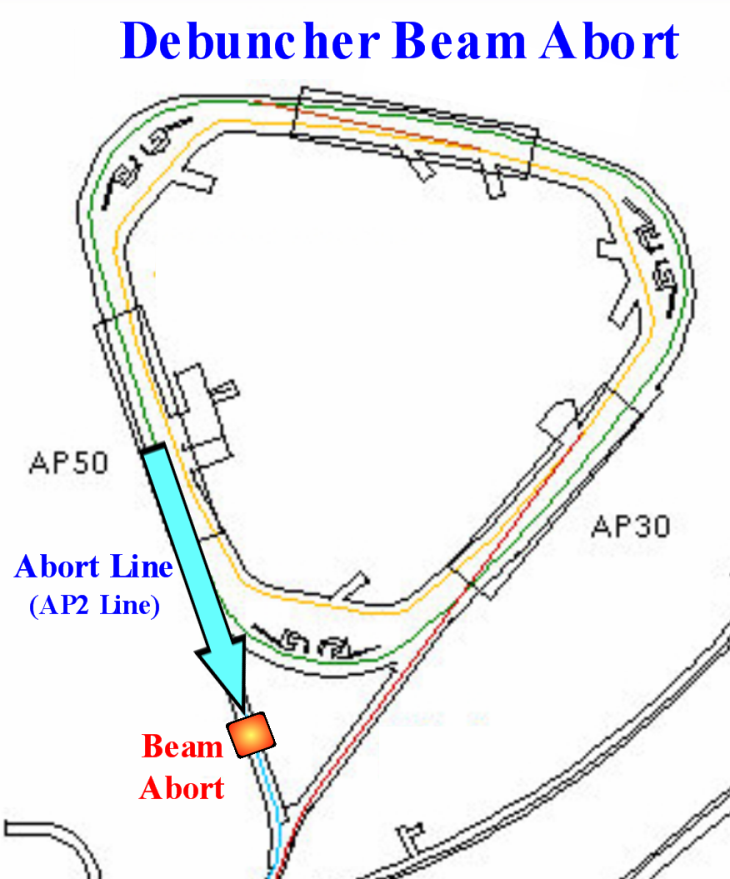 Debuncher Beam Abort
AP50
AP30
Abort Line
(AP2 Line)
Beam
Abort